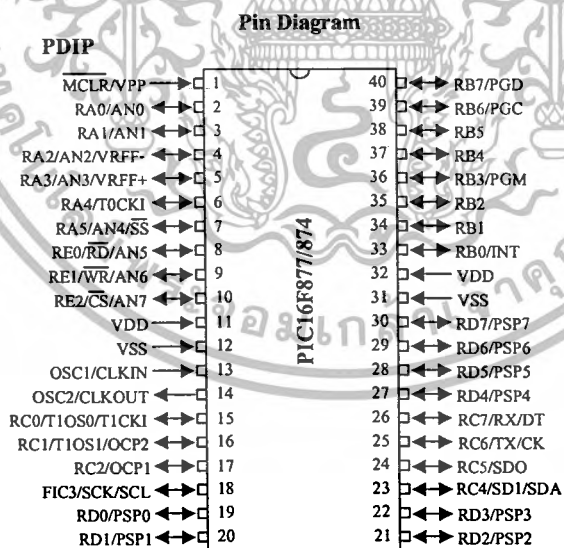 Pin Diagram
PDIP
MCLR/VPP 1
RA0/AN0 2
RA1/AN1 3
RA2/AN2/VRFF- 4
RA3/AN3/VRFF+ 5
RA4/T0CKI 6
RA5/AN4/SS 7
RE0/RD/AN5 8
RE1/WR/AN6 9
RE2/CS/AN7 10
VDD 11
VSS 12
OSC1/CLKIN 13
OSC2/CLKOUT 14
RC0/T1OS0/T1CKI 15
RC1/T1OS1/OCP2 16
RC2/OCP1 17
FIC3/SCK/SCL 18
RD0/PSP0 19
RD1/PSP1 20
PIC16F877/874
40 RB7/PGD
39 RB6/PGC
38 RB5
37 RB4
36 RB3/PGM
35 RB2
34 RB1
33 RB0/INT
32 VDD
31 VSS
30 RD7/PSP7
29 RD6/PSP6
28 RD5/PSP5
27 RD4/PSP4
26 RC7/RX/DT
25 RC6/TX/CK
24 RC5/SDO
23 RC4/SD1/SDA
22 RD3/PSP3
21 RD2/PSP2